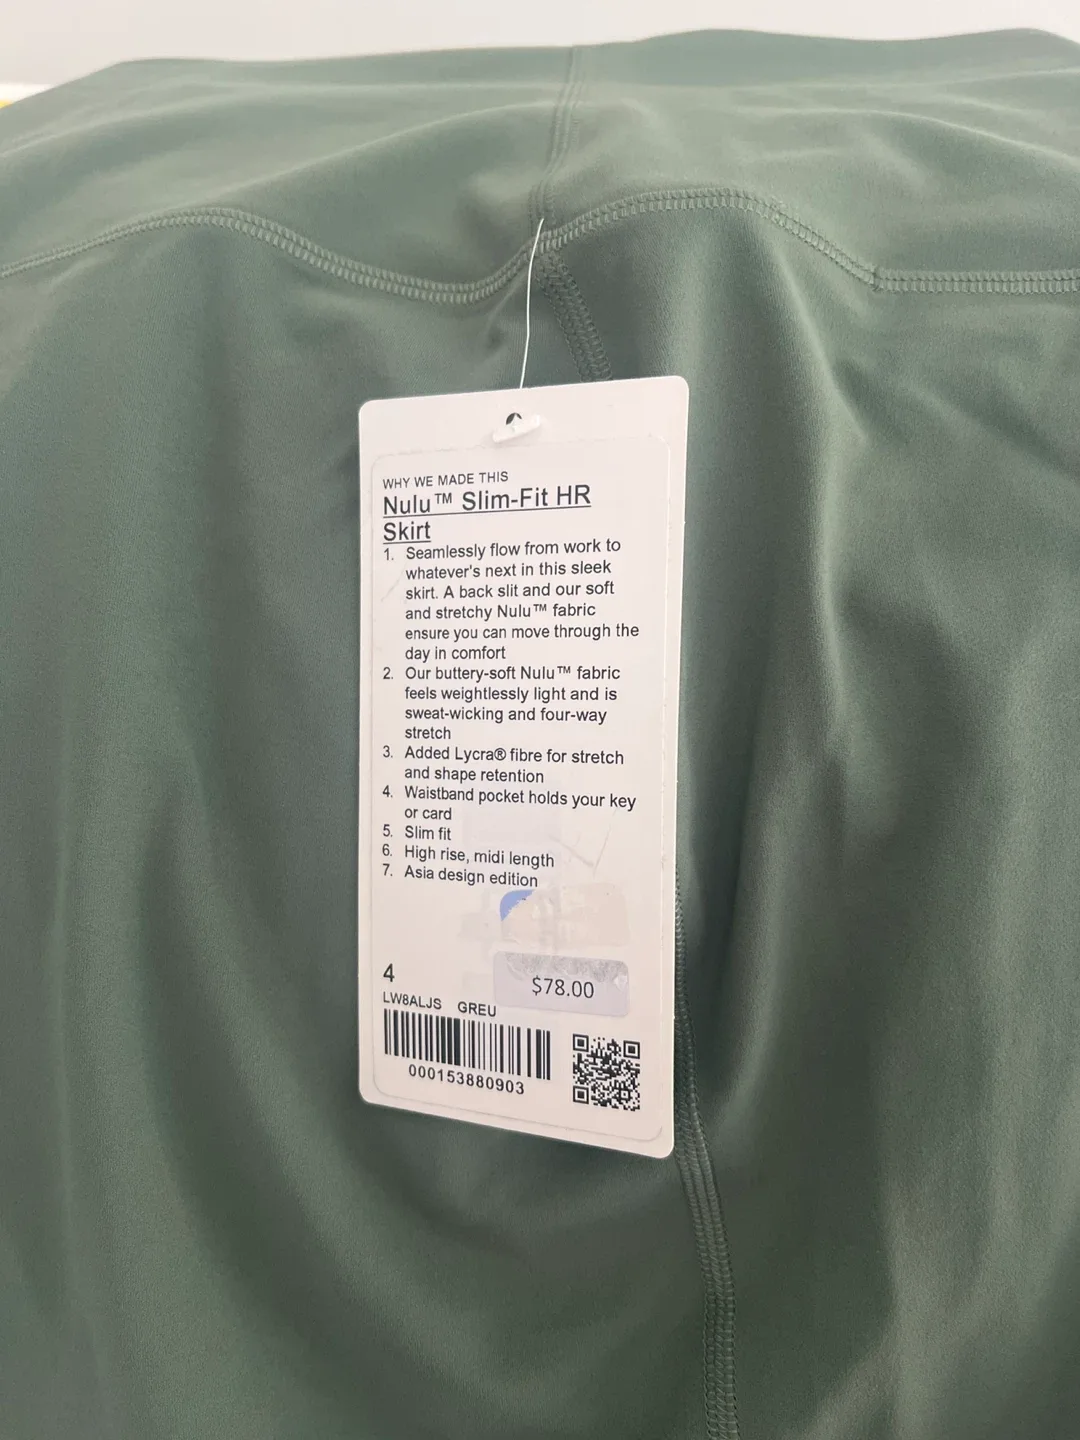 WHY WE MADE THIS
Nulu™ Slim-Fit HR
Skirt
1. Seamlessly flow from work to
whatever's next in this sleek
skirt. A back slit and our soft
and stretchy Nulu™ fabric
ensure you can move through the
day in comfort
2. Our buttery-soft Nulu™ fabric
feels weightlessly light and is
sweat-wicking and four-way
stretch
3. Added Lycra® fibre for stretch
and shape retention
4. Waistband pocket holds your key
or card
5. Slim fit
6. High rise, midi length
7. Asia design edition
4
$78.00
LW8ALJS GREU
000153880903